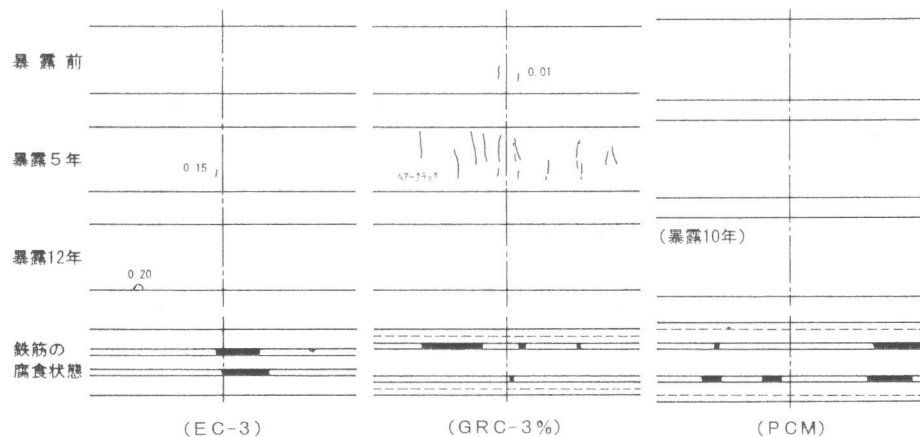 暴露前
0.01
暴露5年
0.15
ヘアークラック
暴露12年
0.20
(暴露10年)
鉄筋の
腐食状態
(EC-3)
(GRC-3%)
(PCM)